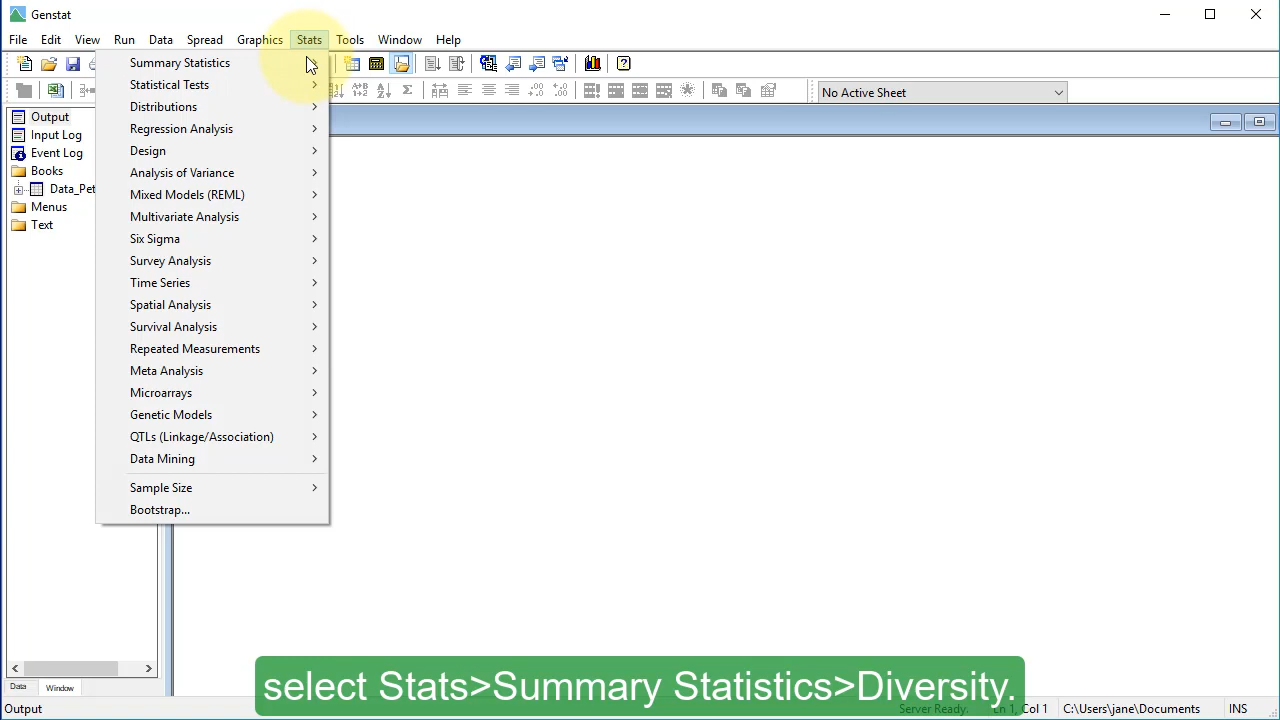 Genstat
File Edit View Run Data Spread Graphics Stats Tools Window Help
No Active Sheet
Output
Input Log
Event Log
Books
Data_Pet
Menus
Text
Summary Statistics
Statistical Tests
Distributions
Regression Analysis
Design
Analysis of Variance
Mixed Models (REML)
Multivariate Analysis
Six Sigma
Survey Analysis
Time Series
Spatial Analysis
Survival Analysis
Repeated Measurements
Meta Analysis
Microarrays
Genetic Models
QTLs (Linkage/Association)
Data Mining
Sample Size
Bootstrap...
Data Window
select Stats>Summary Statistics>Diversity.
Output Server Ready. Ln 1, Col 1 C:\Users\jane\Documents INS